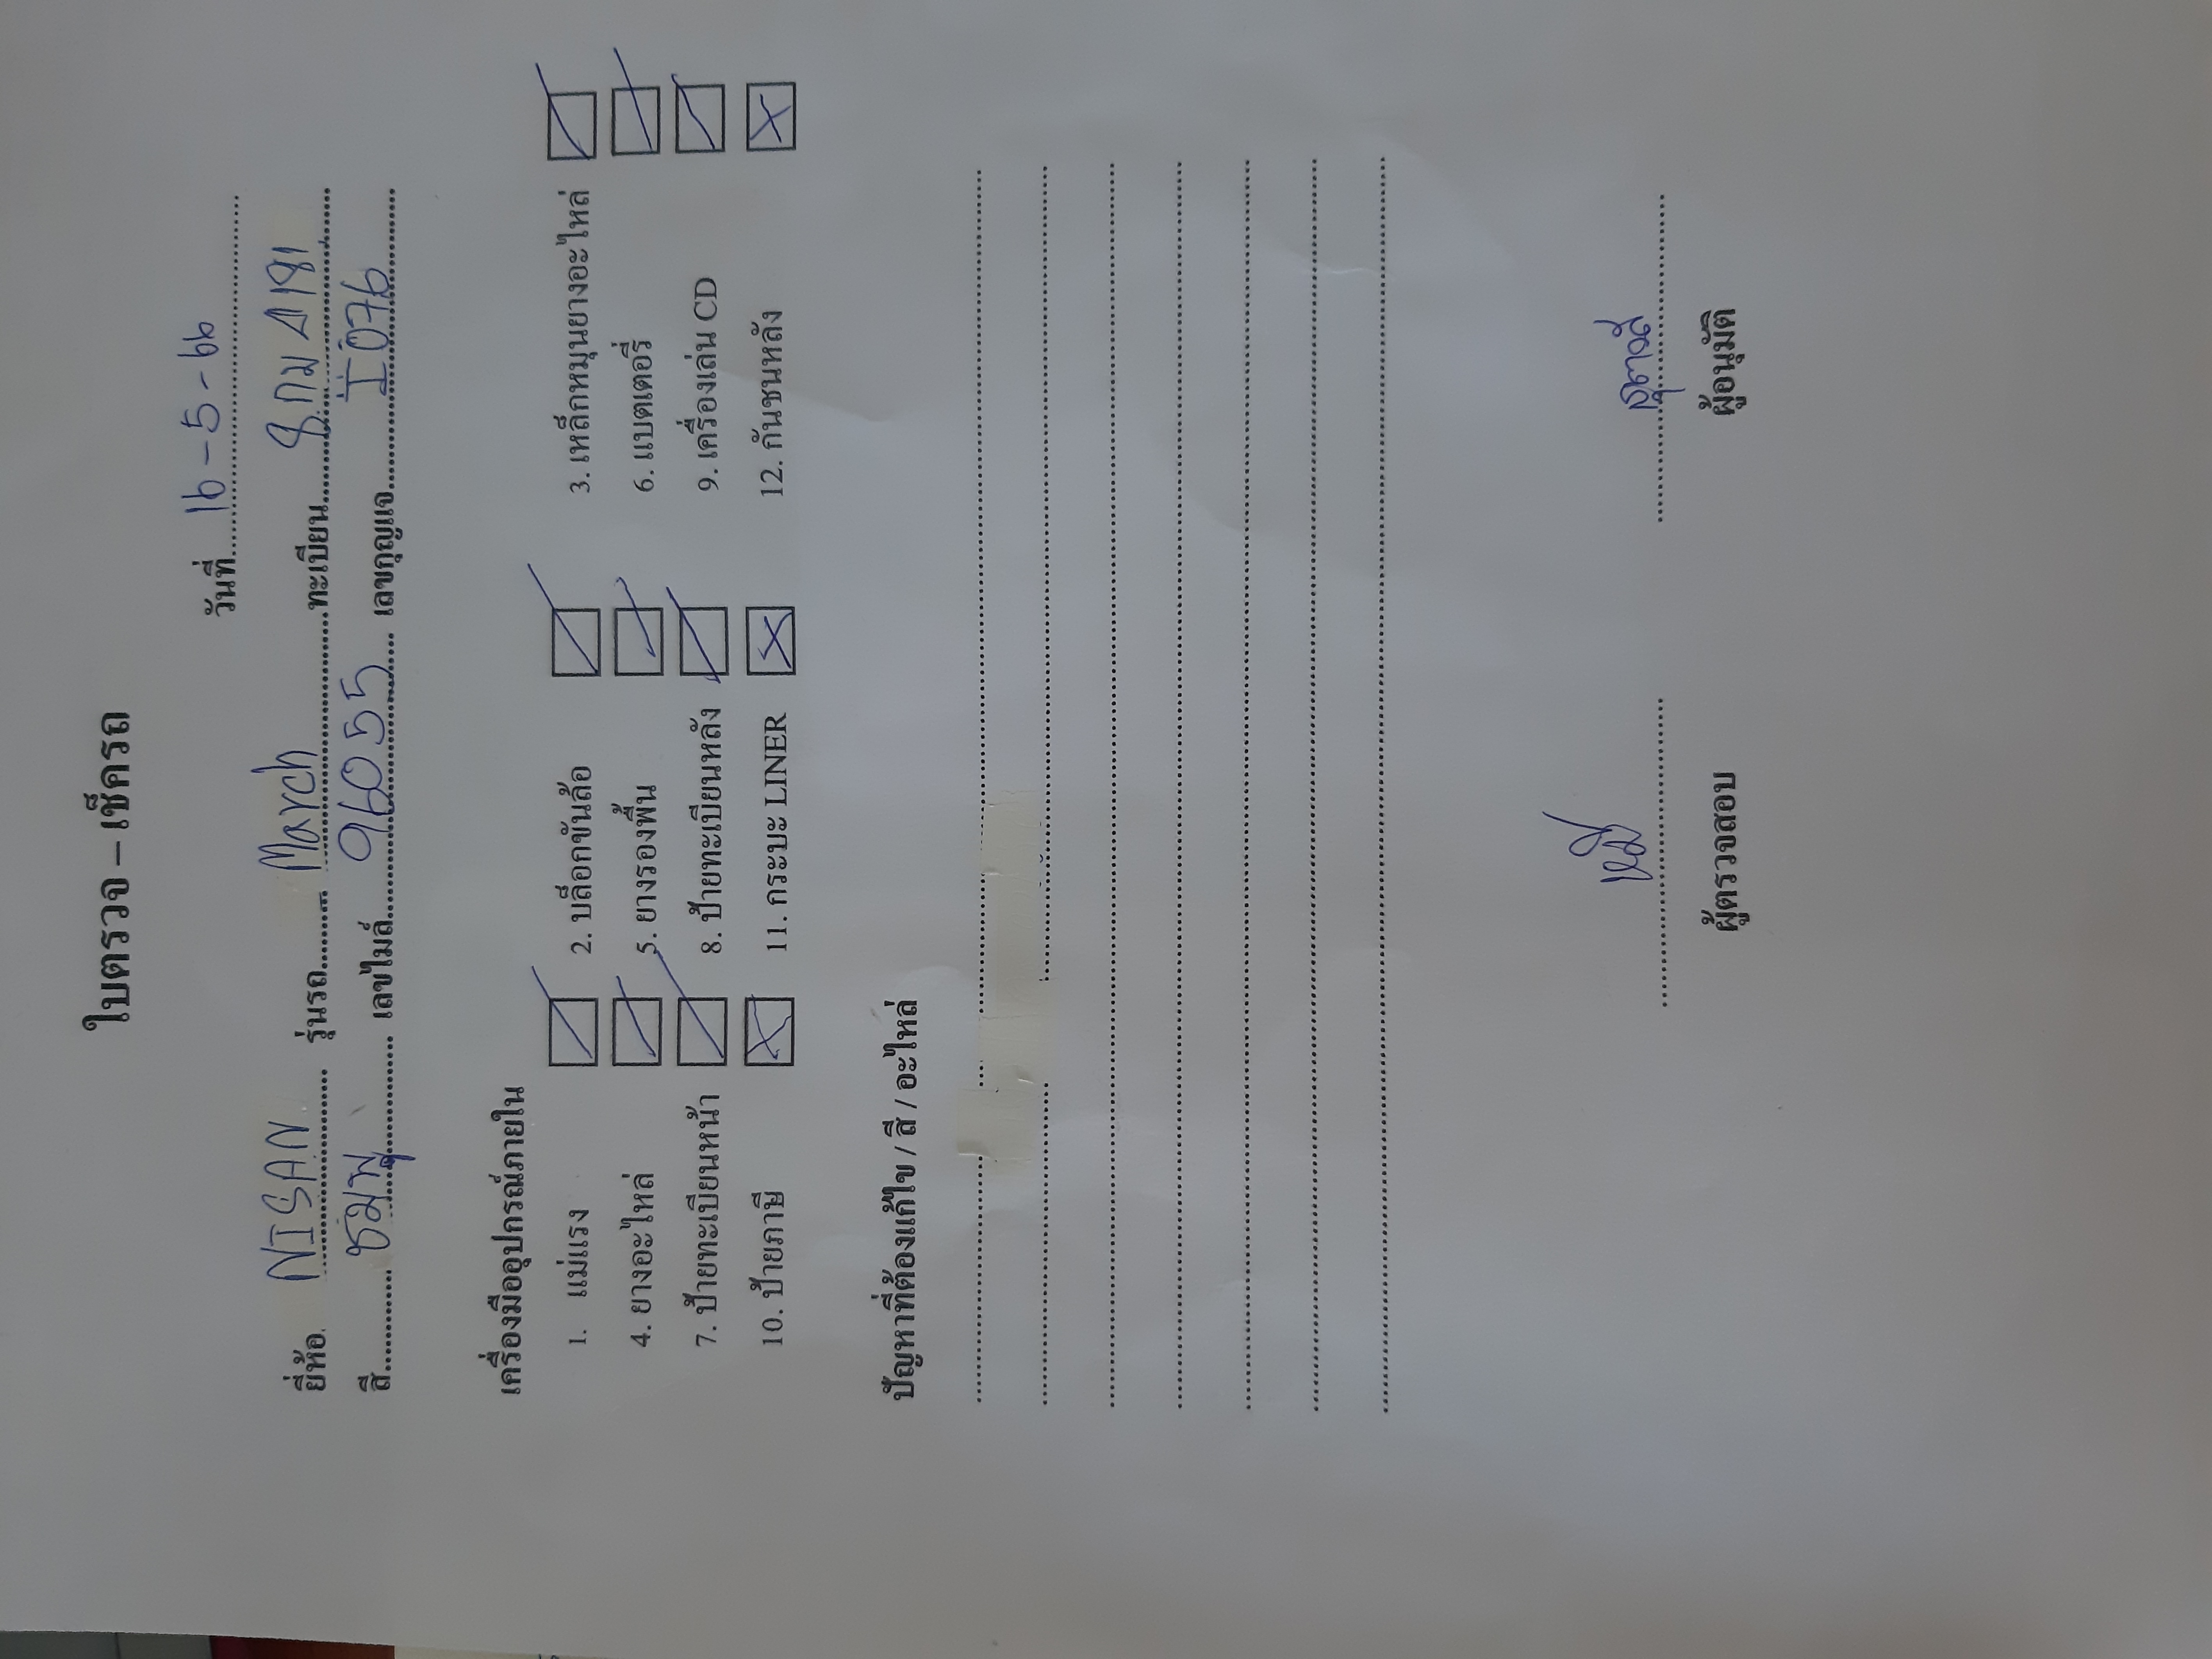 ใบตรวจ – เช็ครถ
วันที่ 16-5-66
ยี่ห้อ NISSAN รุ่นรถ March ทะเบียน 8 กม 4181
สี ชมพู เลขไมล์ 96055 เลขกุญแจ I076
เครื่องมืออุปกรณ์ภายใน
1. แม่แรง 2. บล็อกขันล้อ 3. เหล็กหมุนยางอะไหล่
4. ยางอะไหล่ 5. ยางรองพื้น 6. แบตเตอรี่
7. ป้ายทะเบียนหน้า 8. ป้ายทะเบียนหลัง 9. เครื่องเล่น CD
10. ป้ายภาษี 11. กระบะ LINER 12. กันชนหลัง
ปัญหาที่ต้องแก้ไข / สี / อะไหล่
ผู้ตรวจสอบ ผู้อนุมัติ